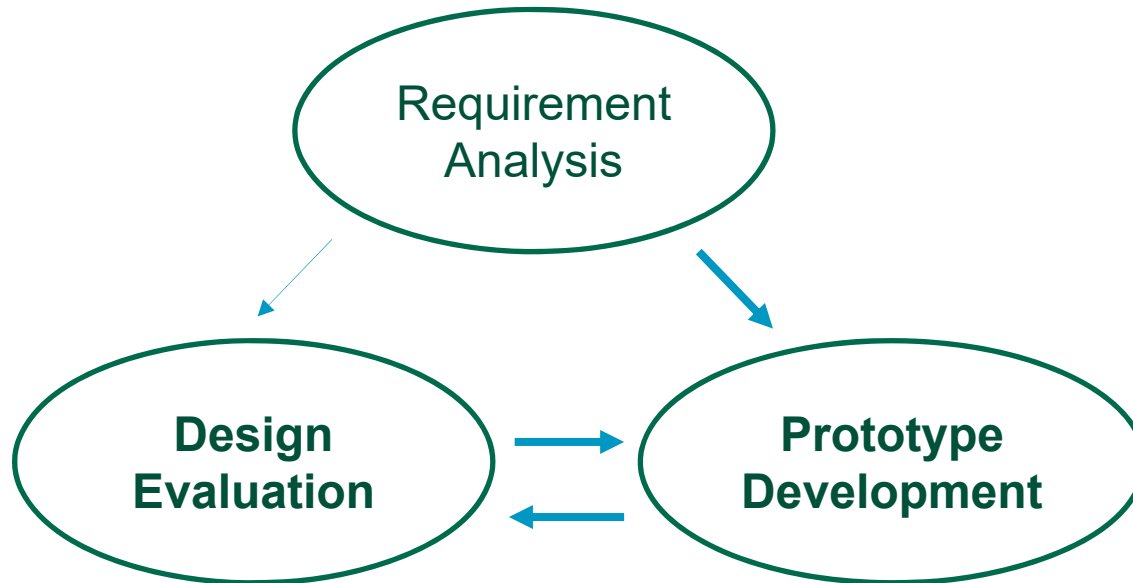 Requirement
Analysis
Design
Evaluation
Prototype
Development